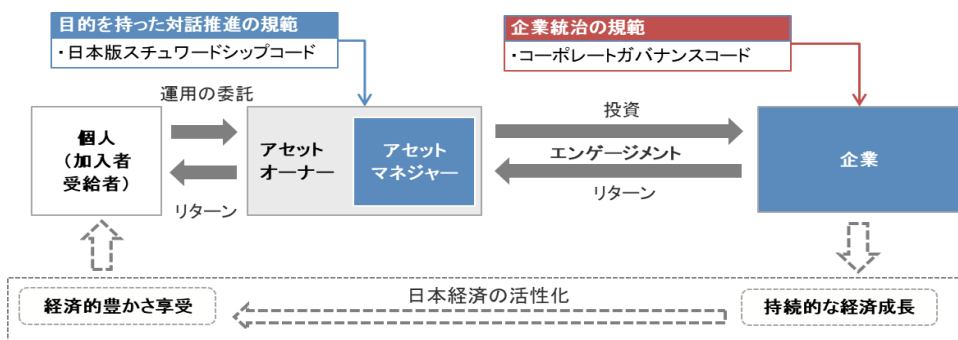 目的を持った対話推進の規範
・日本版スチュワードシップコード
企業統治の規範
・コーポレートガバナンスコード
運用の委託
個人
（加入者
受給者）
リターン
アセット
オーナー
アセット
マネジャー
投資
エンゲージメント
リターン
企業
経済的豊かさ享受
日本経済の活性化
持続的な経済成長